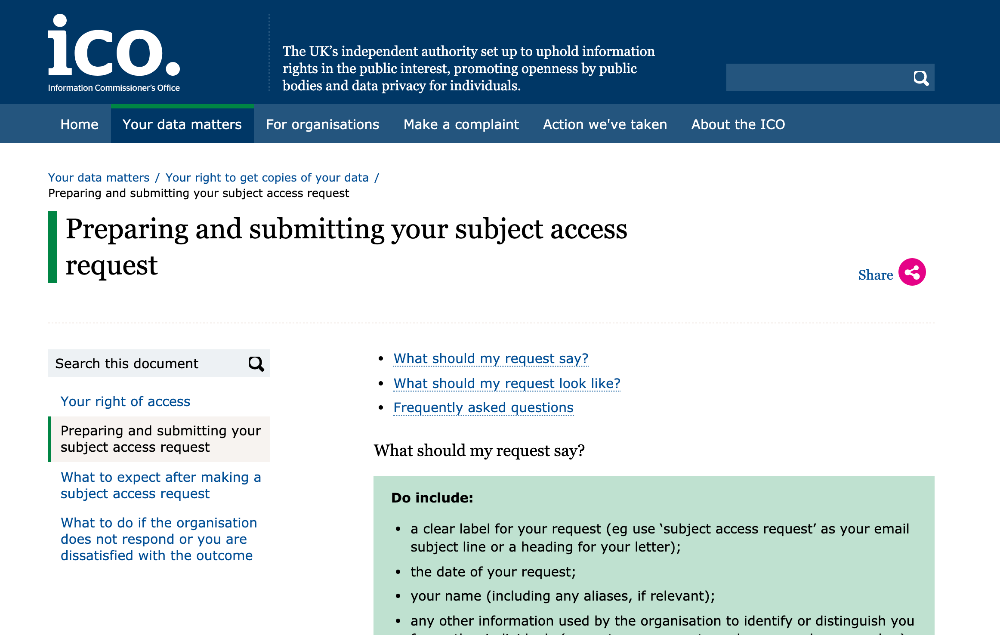 ico.
Information Commissioner's Office
The UK’s independent authority set up to uphold information
rights in the public interest, promoting openness by public
bodies and data privacy for individuals.
Home
Your data matters
For organisations
Make a complaint
Action we've taken
About the ICO
Your data matters / Your right to get copies of your data /
Preparing and submitting your subject access request
Preparing and submitting your subject access
request
Share
Search this document
Your right of access
Preparing and submitting your
subject access request
What to expect after making a
subject access request
What to do if the organisation
does not respond or you are
dissatisfied with the outcome
• What should my request say?
• What should my request look like?
• Frequently asked questions
What should my request say?
Do include:
• a clear label for your request (eg use ‘subject access request’ as your email
subject line or a heading for your letter);
• the date of your request;
• your name (including any aliases, if relevant);
• any other information used by the organisation to identify or distinguish you